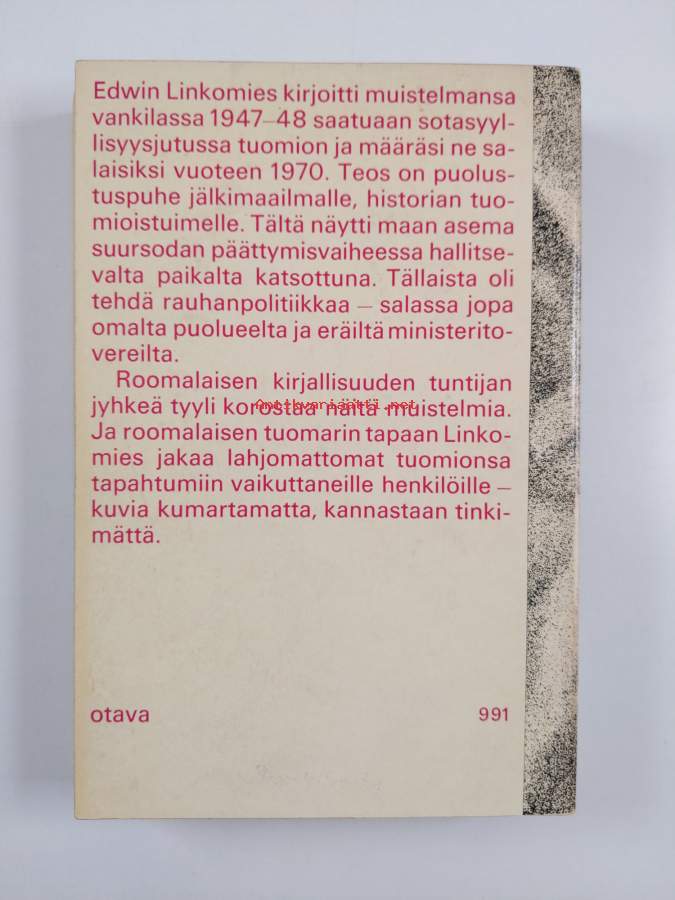 Edwin Linkomies kirjoitti muistelmansa
vankilassa 1947–48 saatuaan sotasyyl-
lisyysjutussa tuomion ja määräsi ne sa-
laisiksi vuoteen 1970. Teos on puolus-
tuspuhe jälkimaailmalle, historian tuo-
mioistuimelle. Tältä näytti maan asema
suursodan päättymisvaiheessa hallitse-
valta paikalta katsottuna. Tällaista oli
tehdä rauhanpolitiikkaa – salassa jopa
omalta puolueelta ja eräiltä ministerito-
vereilta.
Roomalaisen kirjallisuuden tuntijan
jyhkeä tyyli korostaa näitä muistelmia.
Antikvariaatti.net
Ja roomalaisen tuomarin tapaan Linko-
mies jakaa lahjomattomat tuomionsa
tapahtumiin vaikuttaneille henkilöille –
kuvia kumartamatta, kannastaan tinki-
mättä.
otava 991